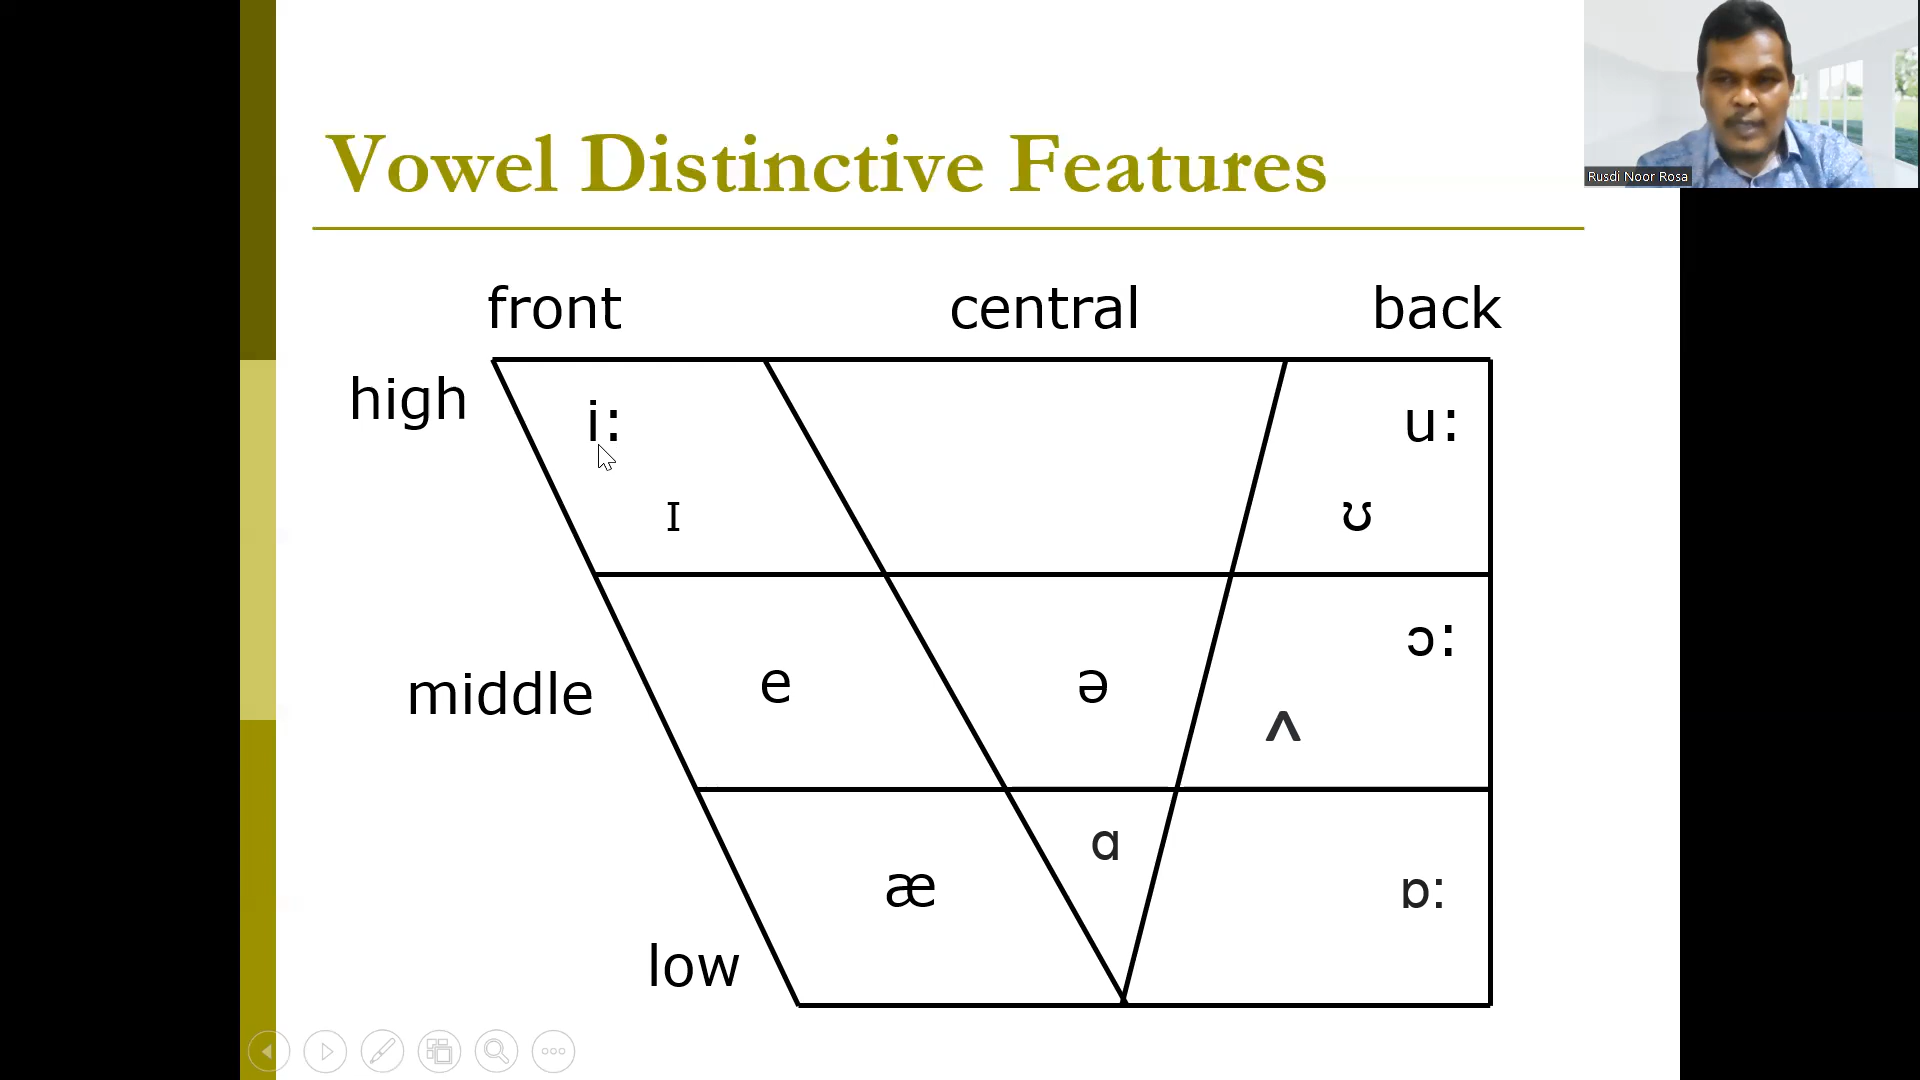 Vowel Distinctive Features
Rusdi Noor Rosa
front central back
high
i: u:
ɪ ʊ
ɔ:
middle e ə
^
ɑ
æ ɒ:
low